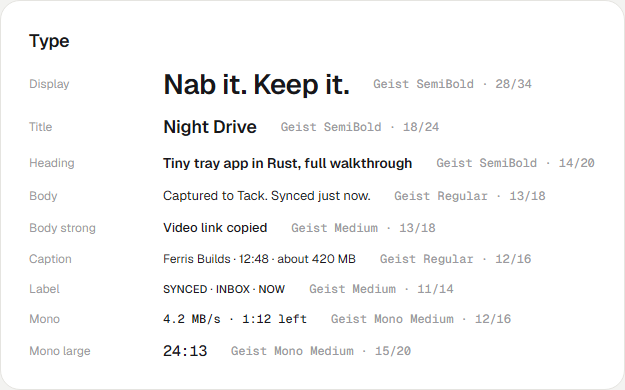 Type
Display Nab it. Keep it. Geist SemiBold · 28/34
Title Night Drive Geist SemiBold · 18/24
Heading Tiny tray app in Rust, full walkthrough Geist SemiBold · 14/20
Body Captured to Tack. Synced just now. Geist Regular · 13/18
Body strong Video link copied Geist Medium · 13/18
Caption Ferris Builds · 12:48 · about 420 MB Geist Regular · 12/16
Label SYNCED · INBOX · NOW Geist Medium · 11/14
Mono 4.2 MB/s · 1:12 left Geist Mono Medium · 12/16
Mono large 24:13 Geist Mono Medium · 15/20